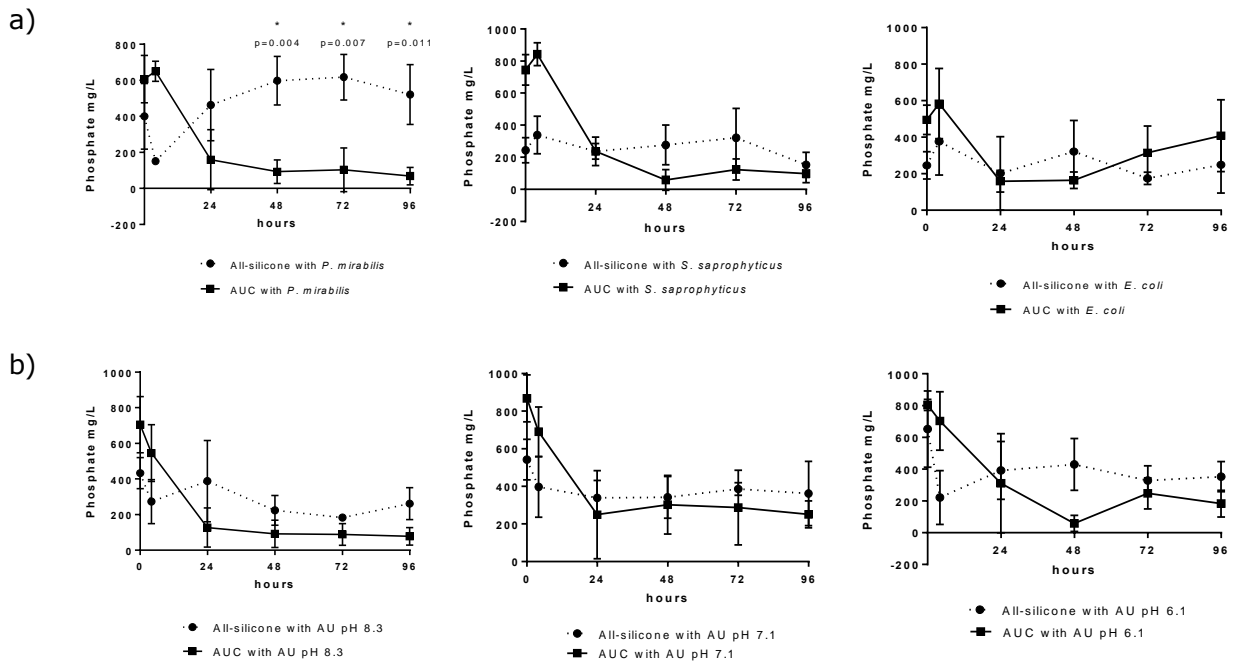 a)
* * *
p=0.004 p=0.007 p=0.011
Phosphate mg/L
800
600
400
200
0
-200
24 48 72 96
hours
All-silicone with P. mirabilis
AUC with P. mirabilis
Phosphate mg/L
1000
800
600
400
200
0
-200
24 48 72 96
hours
All-silicone with S. saprophyticus
AUC with S. saprophyticus
Phosphate mg/L
1000
800
600
400
200
0
0 24 48 72 96
hours
All-silicone with E. coli
AUC with E. coli
b)
Phosphate mg/L
1000
800
600
400
200
0
0 24 48 72 96
hours
All-silicone with AU pH 8.3
AUC with AU pH 8.3
Phosphate mg/L
1000
800
600
400
200
0
0 24 48 72 96
hours
All-silicone with AU pH 7.1
AUC with AU pH 7.1
Phosphate mg/L
1000
800
600
400
200
0
-200
24 48 72 96
hours
All-silicone with AU pH 6.1
AUC with AU pH 6.1